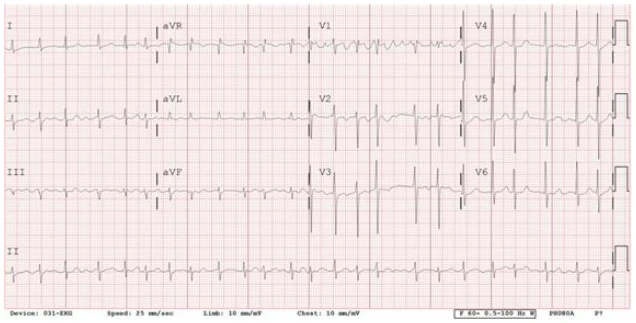 I aVR V1 V4
II aVL V2 V5
III aVF V3 V6
II
Device: 031-EKG Speed: 25 mm/sec Limb: 10 mm/mV Chest: 10 mm/mV F 60~ 0.5-100 Hz W PH080A P?